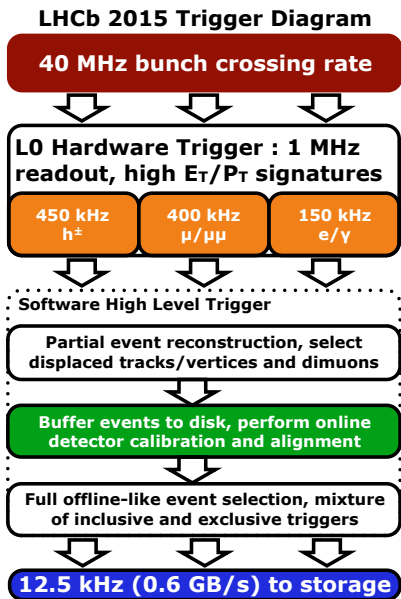 LHCb 2015 Trigger Diagram
40 MHz bunch crossing rate
L0 Hardware Trigger : 1 MHz
readout, high ET/PT signatures
450 kHz
h±
400 kHz
µ/µµ
150 kHz
e/γ
Software High Level Trigger
Partial event reconstruction, select
displaced tracks/vertices and dimuons
Buffer events to disk, perform online
detector calibration and alignment
Full offline-like event selection, mixture
of inclusive and exclusive triggers
12.5 kHz (0.6 GB/s) to storage